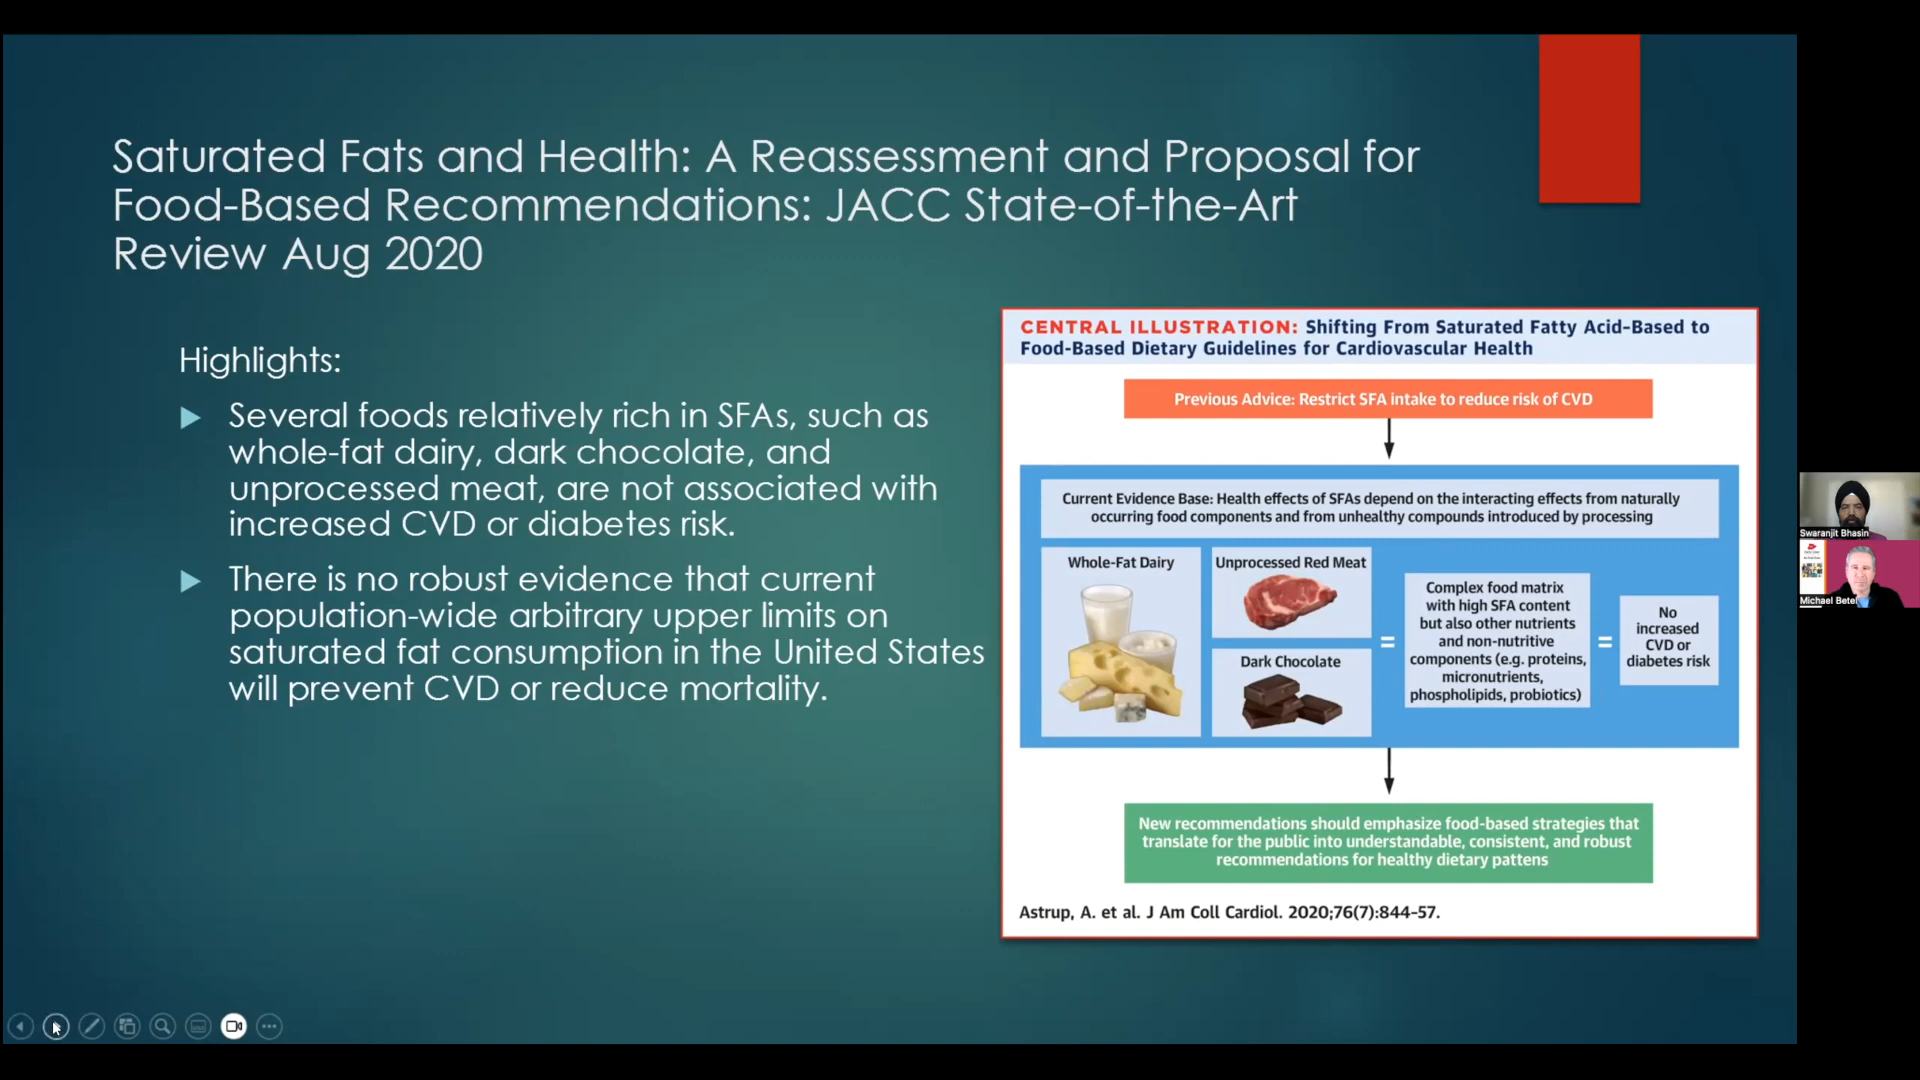 Saturated Fats and Health: A Reassessment and Proposal for
Food-Based Recommendations: JACC State-of-the-Art
Review Aug 2020
Highlights:
Several foods relatively rich in SFAs, such as
whole-fat dairy, dark chocolate, and
unprocessed meat, are not associated with
increased CVD or diabetes risk.
There is no robust evidence that current
population-wide arbitrary upper limits on
saturated fat consumption in the United States
will prevent CVD or reduce mortality.
CENTRAL ILLUSTRATION: Shifting From Saturated Fatty Acid-Based to
Food-Based Dietary Guidelines for Cardiovascular Health
Previous Advice: Restrict SFA intake to reduce risk of CVD
Current Evidence Base: Health effects of SFAs depend on the interacting effects from naturally
occurring food components and from unhealthy compounds introduced by processing
Whole-Fat Dairy
Unprocessed Red Meat
Dark Chocolate
=
Complex food matrix
with high SFA content
but also other nutrients
and non-nutritive
components (e.g. proteins,
micronutrients,
phospholipids, probiotics)
=
No
increased
CVD or
diabetes risk
New recommendations should emphasize food-based strategies that
translate for the public into understandable, consistent, and robust
recommendations for healthy dietary pattens
Astrup, A. et al. J Am Coll Cardiol. 2020;76(7):844-57.
Swaranjit Bhasin
Michael Betel